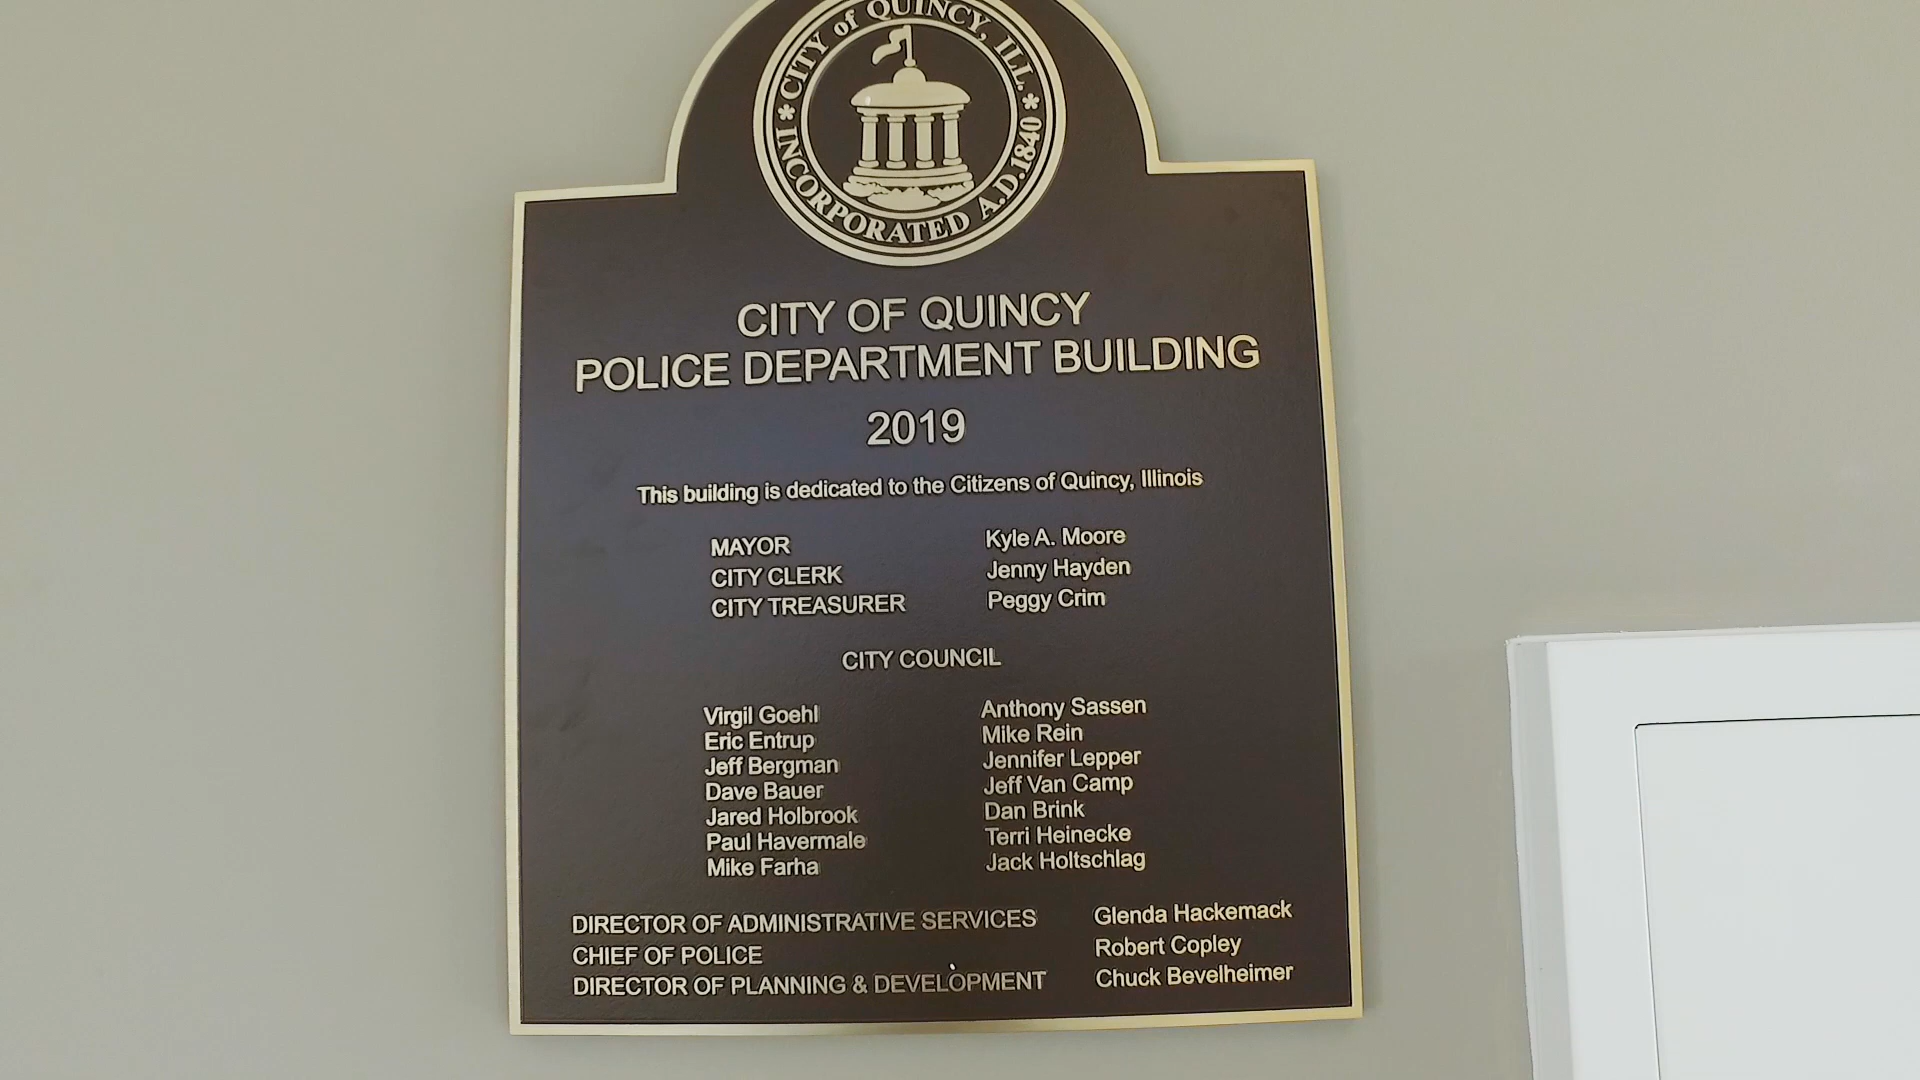 CITY of QUINCY, ILL.
INCORPORATED A.D. 1840
CITY OF QUINCY
POLICE DEPARTMENT BUILDING
2019
This building is dedicated to the Citizens of Quincy, Illinois
MAYOR Kyle A. Moore
CITY CLERK Jenny Hayden
CITY TREASURER Peggy Crim
CITY COUNCIL
Virgil Goehl Anthony Sassen
Eric Entrup Mike Rein
Jeff Bergman Jennifer Lepper
Dave Bauer Jeff Van Camp
Jared Holbrook Dan Brink
Paul Havermale Terri Heinecke
Mike Farha Jack Holtschlag
DIRECTOR OF ADMINISTRATIVE SERVICES Glenda Hackemack
CHIEF OF POLICE Robert Copley
DIRECTOR OF PLANNING & DEVELOPMENT Chuck Bevelheimer